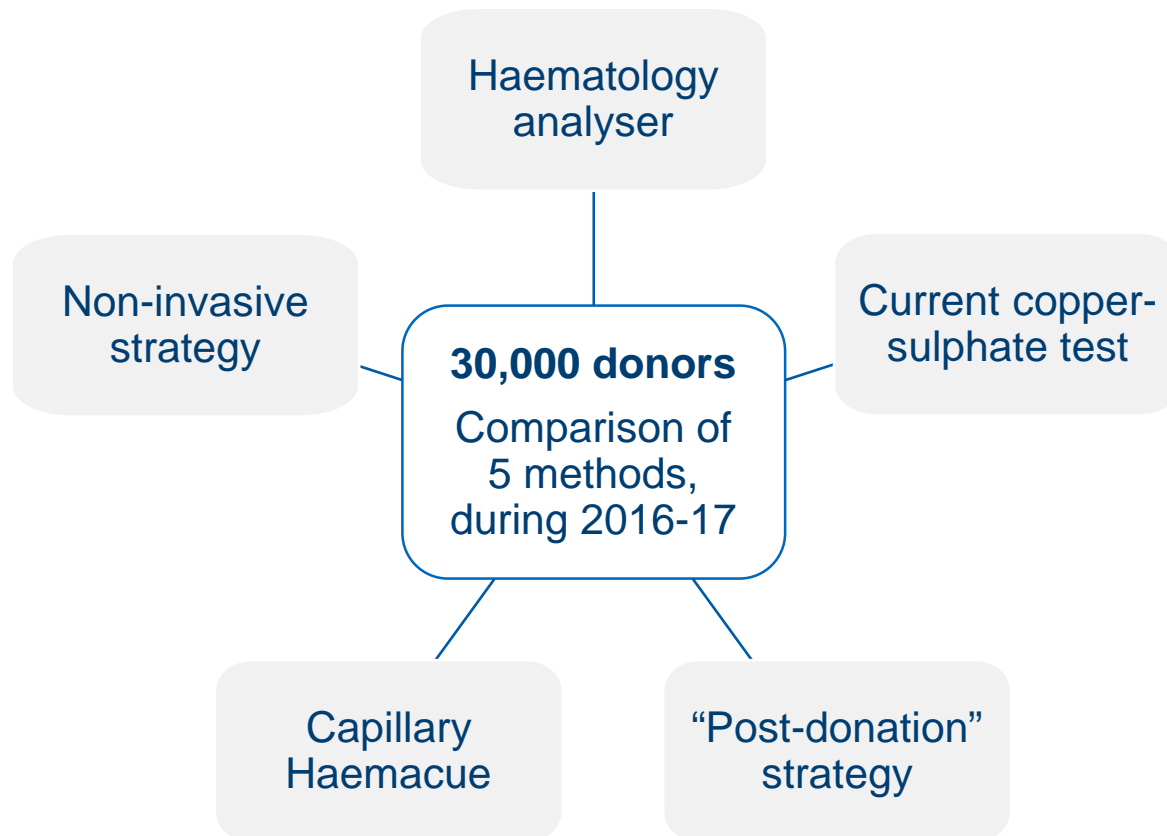 Haematology
analyser
Non-invasive
strategy
Current copper-
sulphate test
30,000 donors
Comparison of
5 methods,
during 2016-17
Capillary
Haemacue
“Post-donation”
strategy